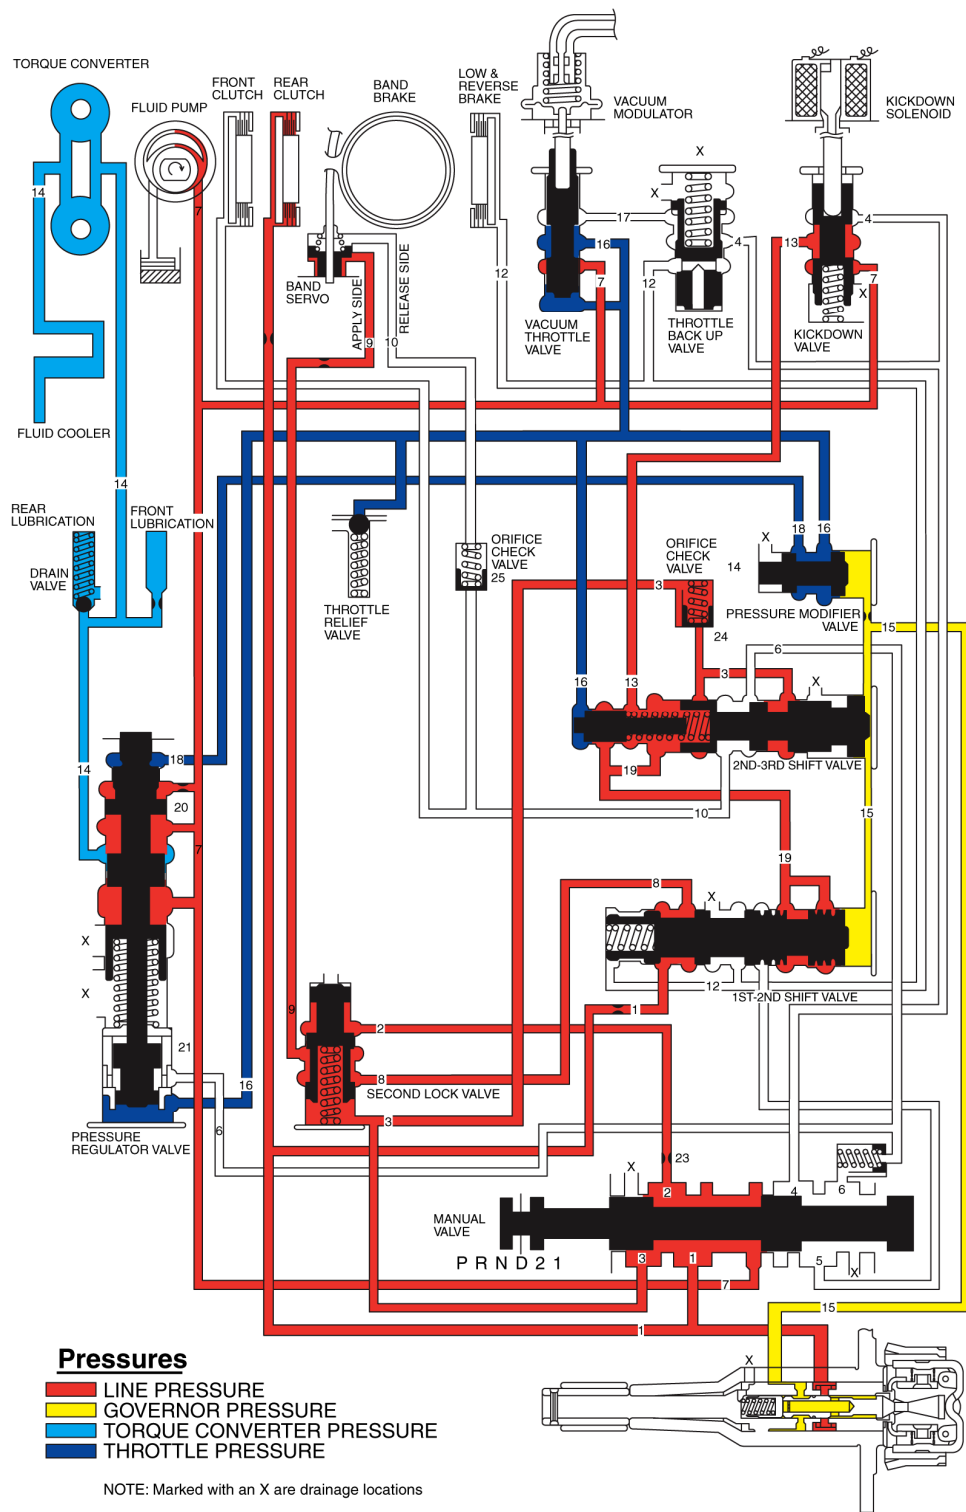 TORQUE CONVERTER
FLUID PUMP
FRONT
CLUTCH
REAR
CLUTCH
BAND
BRAKE
LOW &
REVERSE
BRAKE
VACUUM
MODULATOR
KICKDOWN
SOLENOID
X
X
14
7
17
4
4
16
13
12
12
7
7
X
BAND
SERVO
APPLY SIDE
RELEASE SIDE
9
10
VACUUM
THROTTLE
VALVE
THROTTLE
BACK UP
VALVE
KICKDOWN
VALVE
FLUID COOLER
14
REAR
LUBRICATION
FRONT
LUBRICATION
DRAIN
VALVE
THROTTLE
RELIEF
VALVE
ORIFICE
CHECK
VALVE
25
ORIFICE
CHECK
VALVE
24
3
18
16
X
14
PRESSURE MODIFIER
VALVE
15
6
16
13
3
X
2ND-3RD SHIFT VALVE
19
14
18
20
7
10
15
19
8
X
X
X
12
1ST-2ND SHIFT VALVE
1
9
2
8
SECOND LOCK VALVE
3
21
16
6
PRESSURE
REGULATOR VALVE
23
X
2
4
6
MANUAL
VALVE
P R N D 2 1
3
1
5
X
7
15
1
X
Pressures
LINE PRESSURE
GOVERNOR PRESSURE
TORQUE CONVERTER PRESSURE
THROTTLE PRESSURE
NOTE: Marked with an X are drainage locations